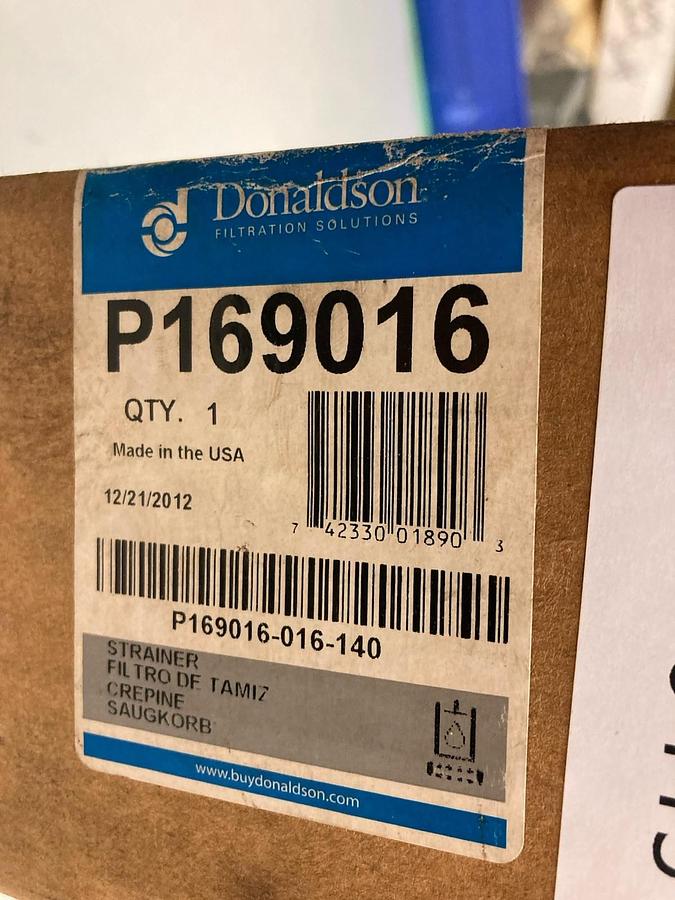 Donaldson
FILTRATION SOLUTIONS
P169016
QTY. 1
Made in the USA
12/21/2012
7 42330 01890 3
P169016-016-140
STRAINER
FILTRO DE TAMIZ
CREPINE
SAUGKORB
www.buydonaldson.com